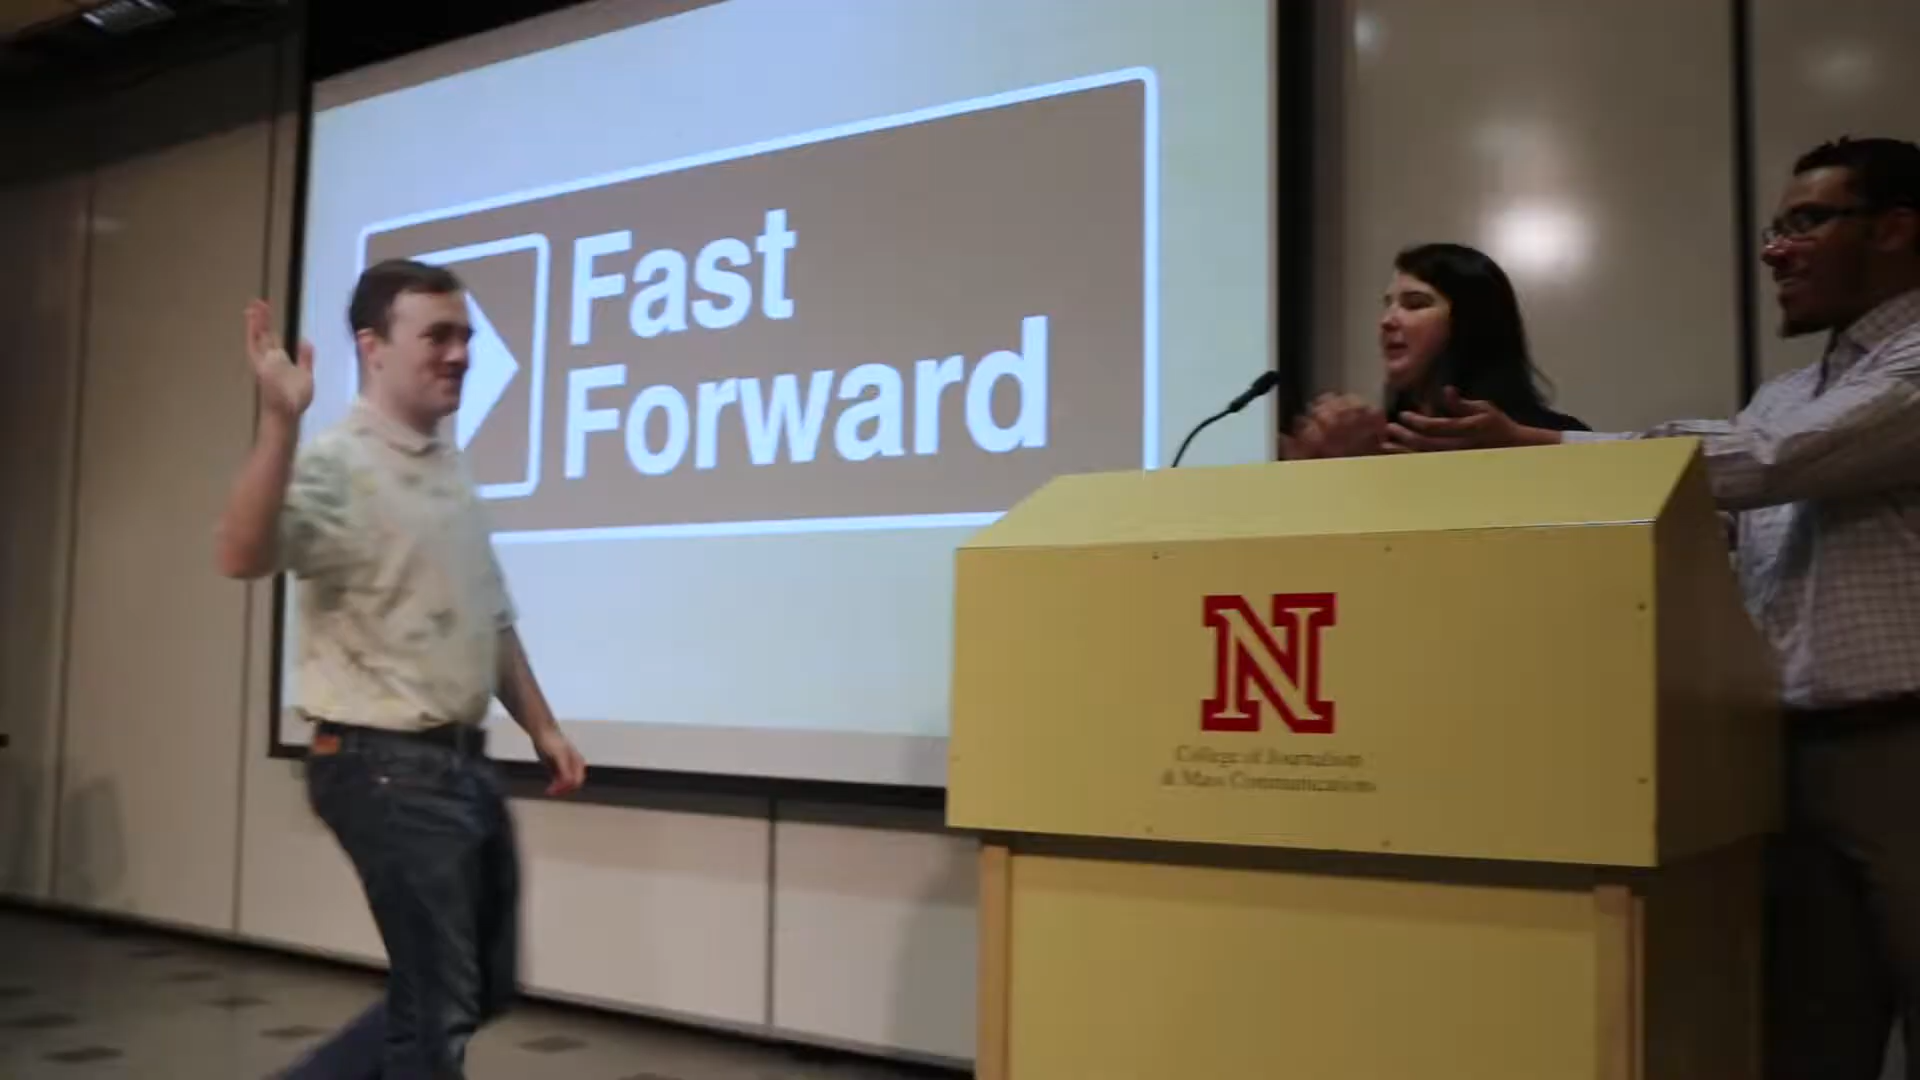 Fast
Forward
N
College of Journalism
& Mass Communications